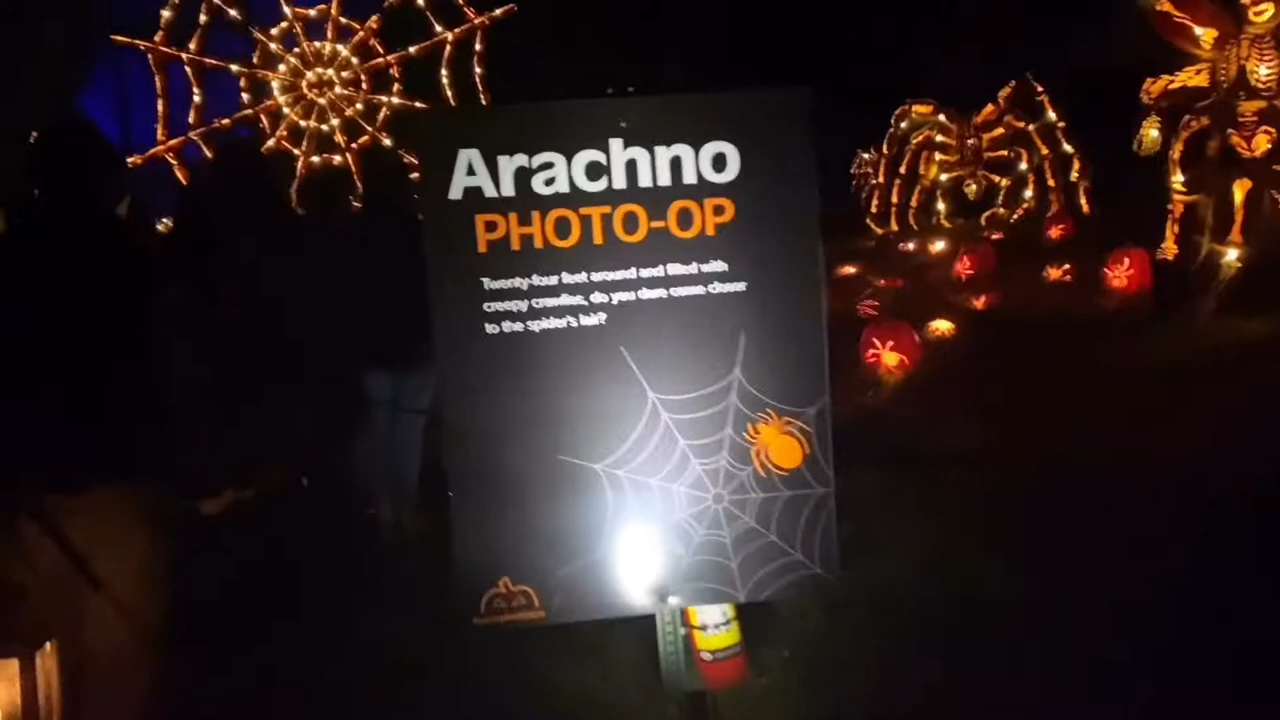 Arachno
PHOTO-OP
Twenty-four feet around and filled with
creepy crawlies, do you dare come closer
to the spider's lair?